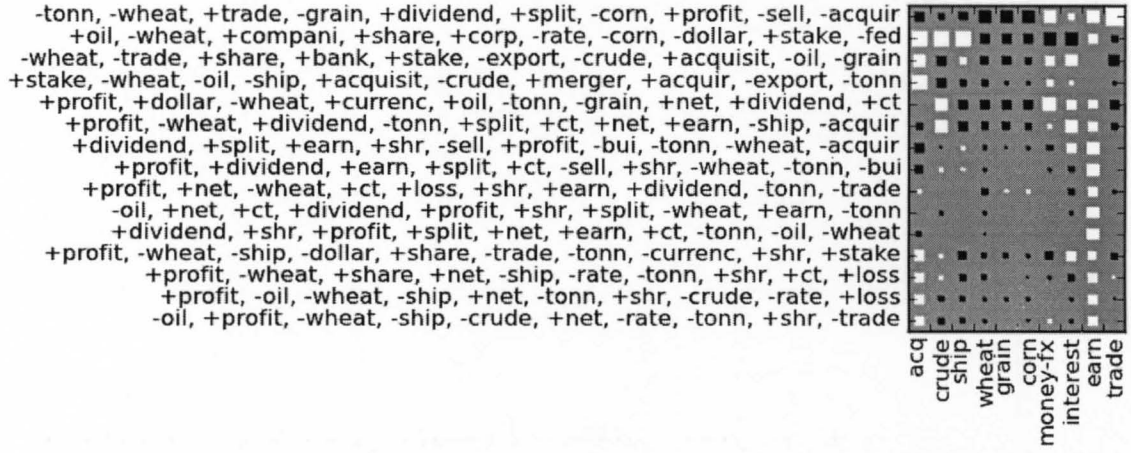 -tonn, -wheat, +trade, -grain, +dividend, +split, -corn, +profit, -sell, -acquir
+oil, -wheat, +compani, +share, +corp, -rate, -corn, -dollar, +stake, -fed
-wheat, -trade, +share, +bank, +stake, -export, -crude, +acquisit, -oil, -grain
+stake, -wheat, -oil, -ship, +acquisit, -crude, +merger, +acquir, -export, -tonn
+profit, +dollar, -wheat, +currenc, +oil, -tonn, -grain, +net, +dividend, +ct
+profit, -wheat, +dividend, -tonn, +split, +ct, +net, +earn, -ship, -acquir
+dividend, +split, +earn, +shr, -sell, +profit, -bui, -tonn, -wheat, -acquir
+profit, +dividend, +earn, +split, +ct, -sell, +shr, -wheat, -tonn, -bui
+profit, +net, -wheat, +ct, +loss, +shr, +earn, +dividend, -tonn, -trade
-oil, +net, +ct, +dividend, +profit, +shr, +split, -wheat, +earn, -tonn
+dividend, +shr, +profit, +split, +net, +earn, +ct, -tonn, -oil, -wheat
+profit, -wheat, -ship, -dollar, +share, -trade, -tonn, -currenc, +shr, +stake
+profit, -wheat, +share, +net, -ship, -rate, -tonn, +shr, +ct, +loss
+profit, -oil, -wheat, -ship, +net, -tonn, +shr, -crude, -rate, +loss
-oil, +profit, -wheat, -ship, -crude, +net, -rate, -tonn, +shr, -trade
acq
crude
ship
wheat
grain
corn
money-fx
interest
earn
trade